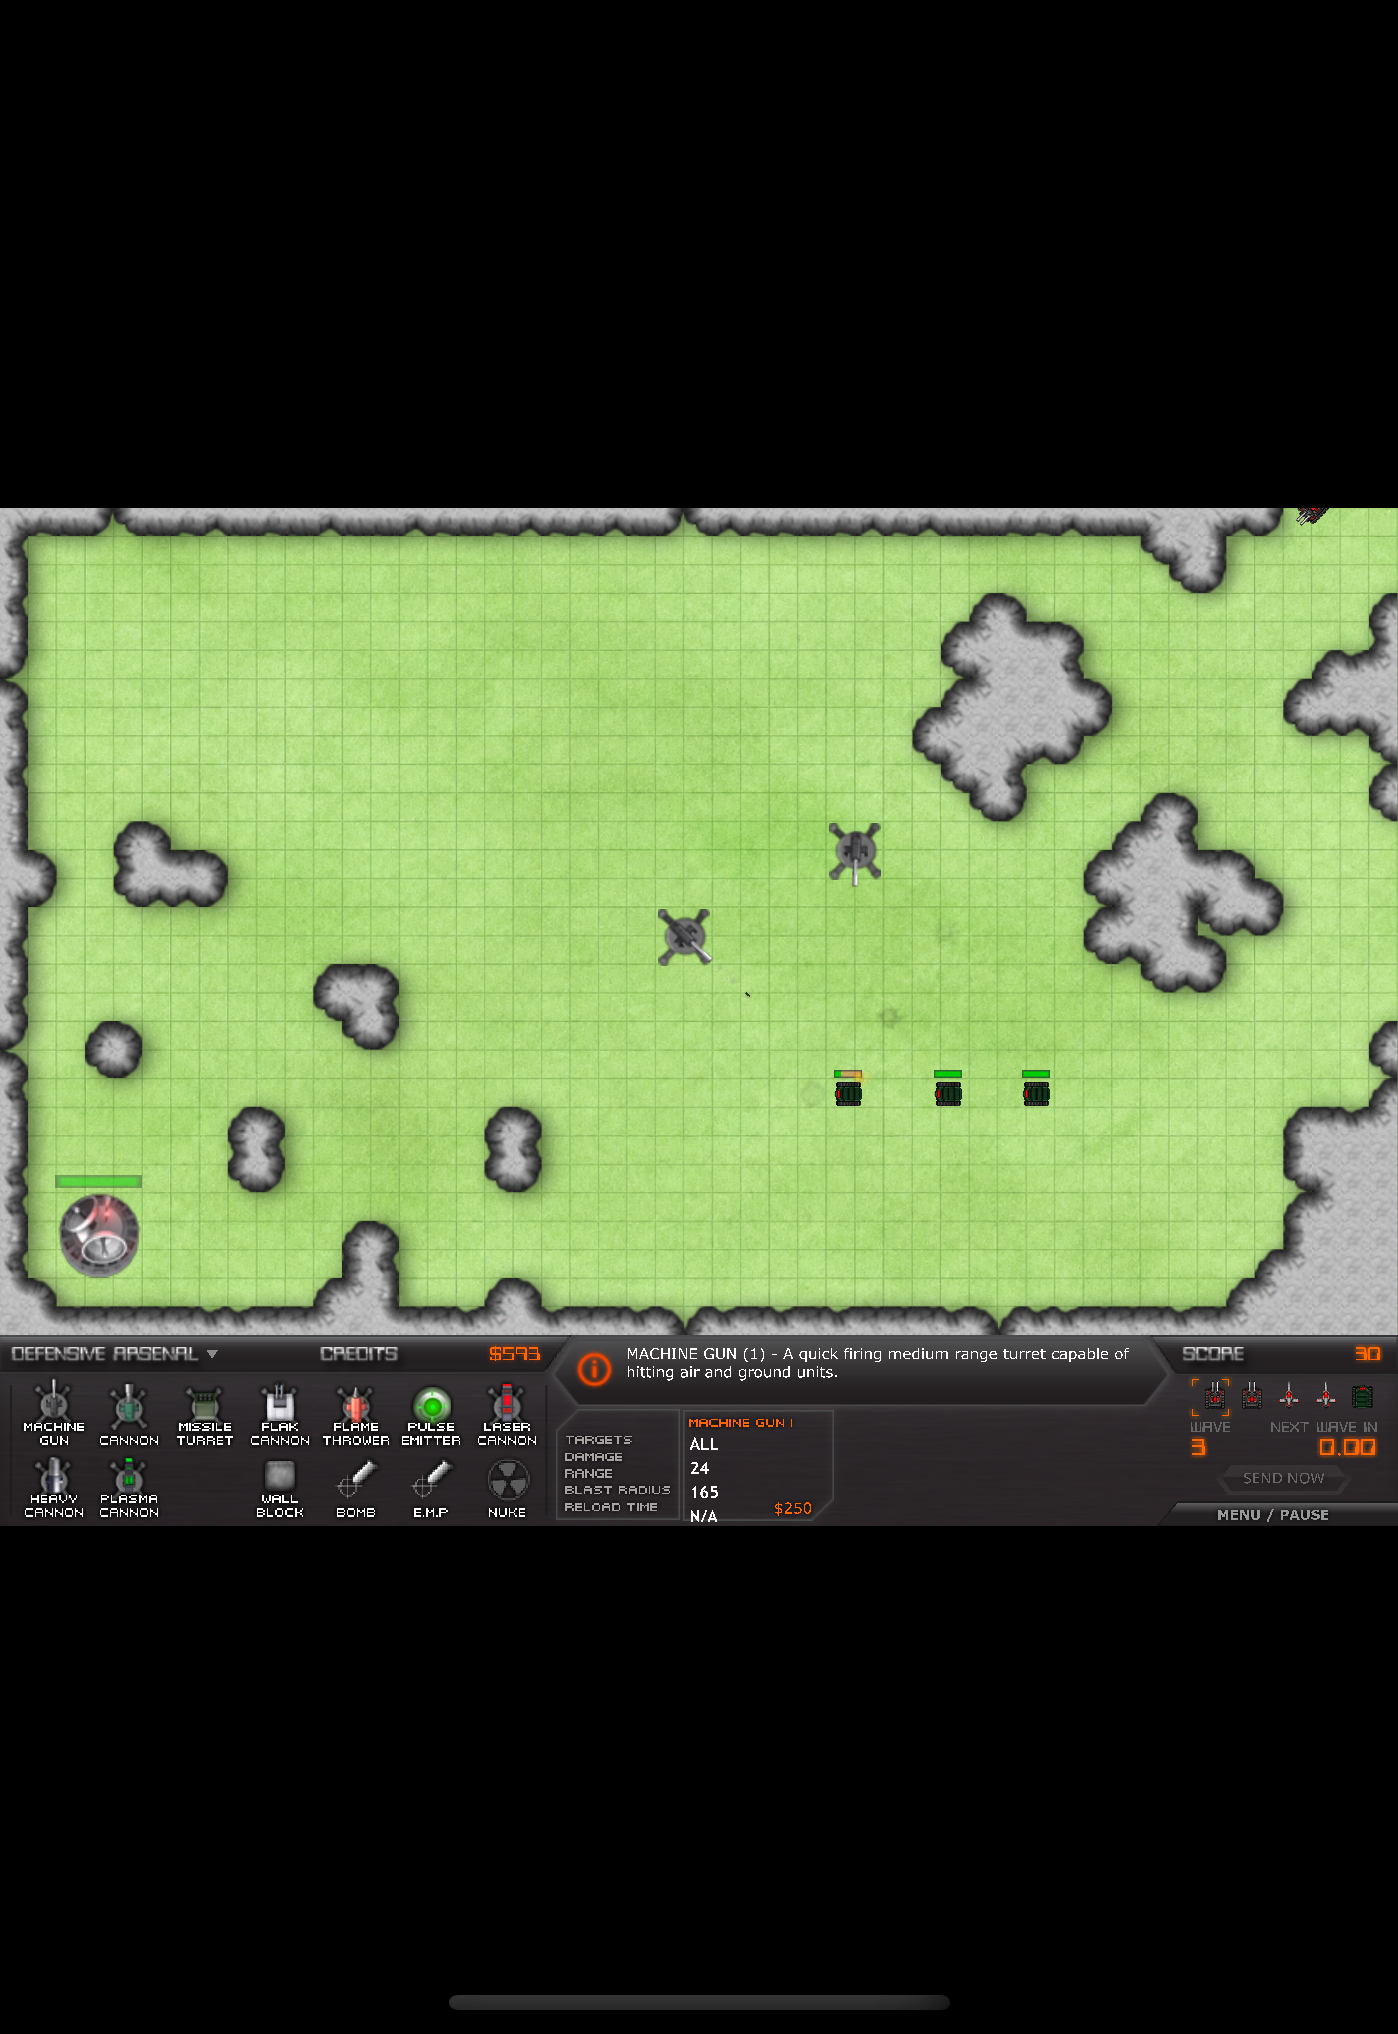 DEFENSIVE ARSENAL
CREDITS
$593
MACHINE GUN (1) - A quick firing medium range turret capable of
hitting air and ground units.
SCORE
30
MACHINE
GUN
CANNON
MISSILE
TURRET
FLAK
CANNON
FLAME
THROWER
PULSE
EMITTER
LASER
CANNON
HEAVY
CANNON
PLASMA
CANNON
WALL
BLOCK
BOMB
E.M.P
NUKE
TARGETS
DAMAGE
RANGE
BLAST RADIUS
RELOAD TIME
MACHINE GUN 1
ALL
24
165
N/A
$250
WAVE
3
NEXT WAVE IN
0.00
SEND NOW
MENU / PAUSE